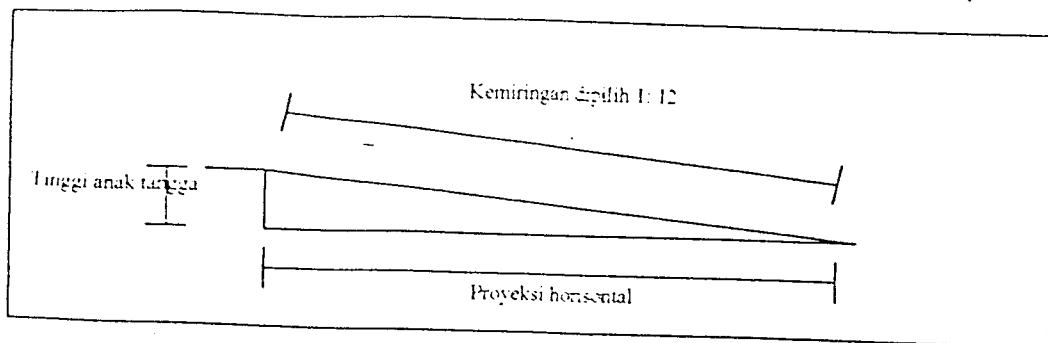 Kemiringan dipilih 1: 12
Tinggi anak tangga
Proyeksi horisontal